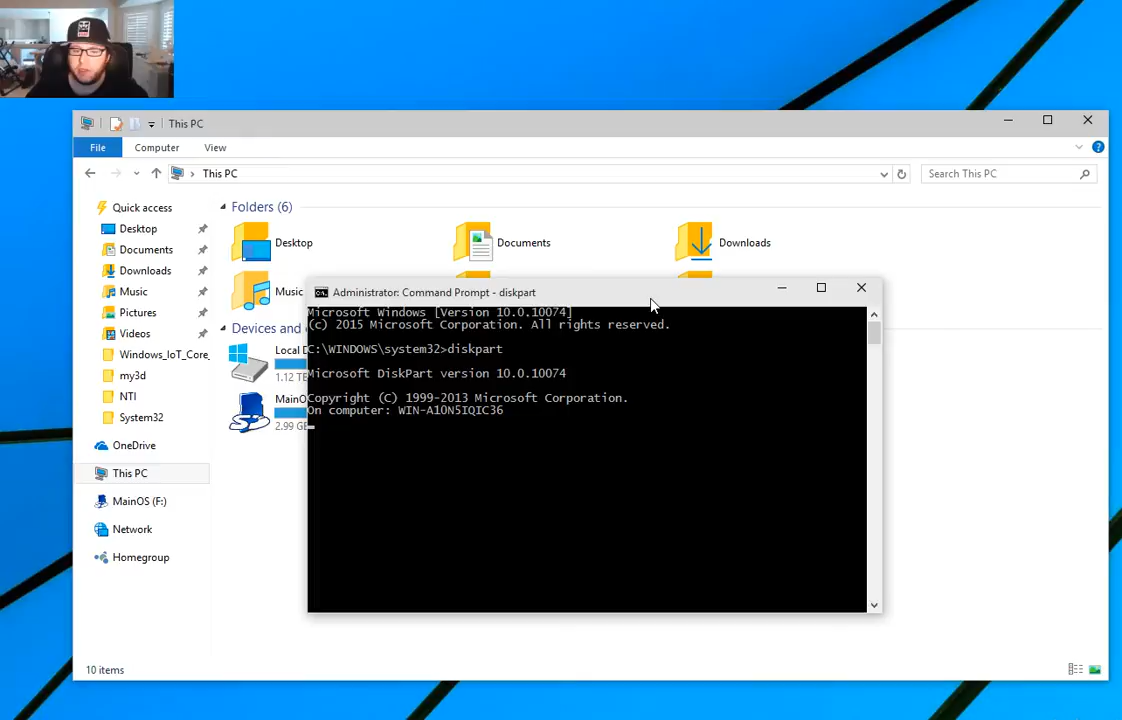 This PC
File
Computer
View
This PC
Search This PC
Quick access
Desktop
Documents
Downloads
Music
Pictures
Videos
Windows_IoT_Core_
my3d
NTI
System32
OneDrive
This PC
MainOS (F:)
Network
Homegroup
Folders (6)
Desktop
Documents
Downloads
Music
Devices and
Local D
1.12 TE
MainO
2.99 GB
Administrator: Command Prompt - diskpart
Microsoft Windows [Version 10.0.10074]
(c) 2015 Microsoft Corporation. All rights reserved.
C:\WINDOWS\system32>diskpart
Microsoft DiskPart version 10.0.10074
Copyright (C) 1999-2013 Microsoft Corporation.
On computer: WIN-A10N5IQIC36
10 items